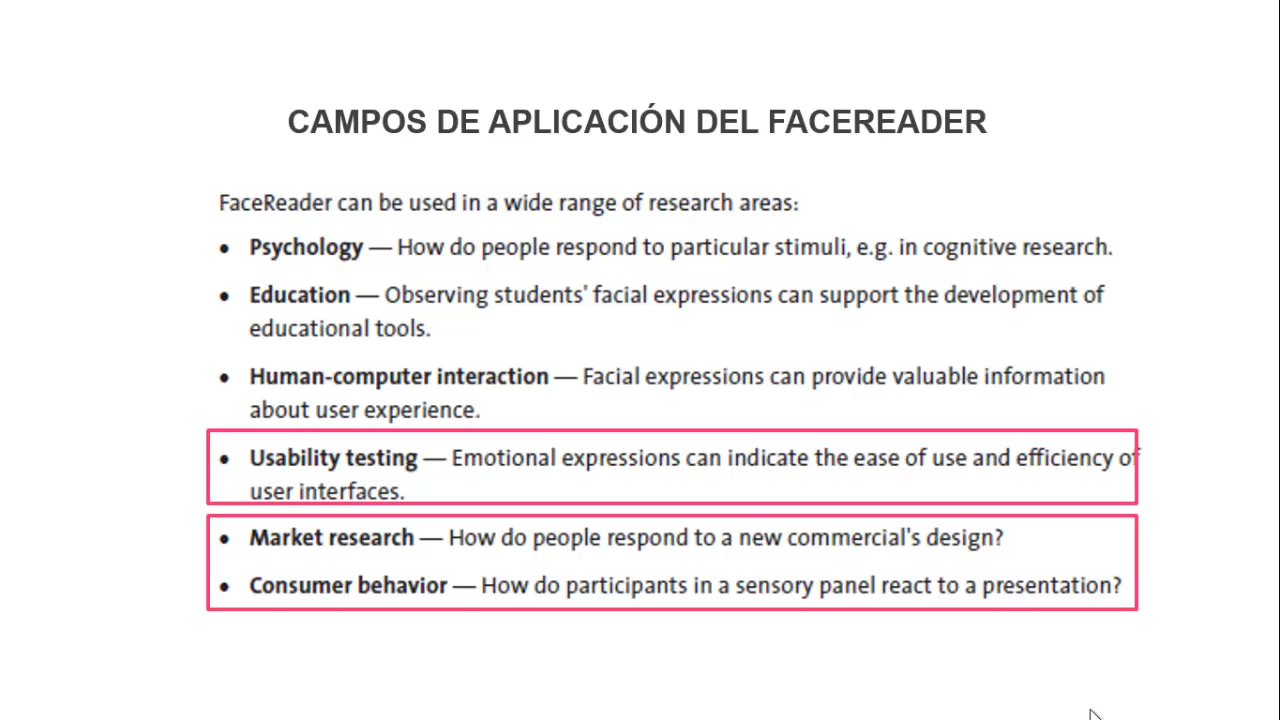 CAMPOS DE APLICACIÓN DEL FACEREADER
FaceReader can be used in a wide range of research areas:
• Psychology — How do people respond to particular stimuli, e.g. in cognitive research.
• Education — Observing students' facial expressions can support the development of
educational tools.
• Human-computer interaction — Facial expressions can provide valuable information
about user experience.
• Usability testing — Emotional expressions can indicate the ease of use and efficiency of
user interfaces.
• Market research — How do people respond to a new commercial's design?
• Consumer behavior — How do participants in a sensory panel react to a presentation?